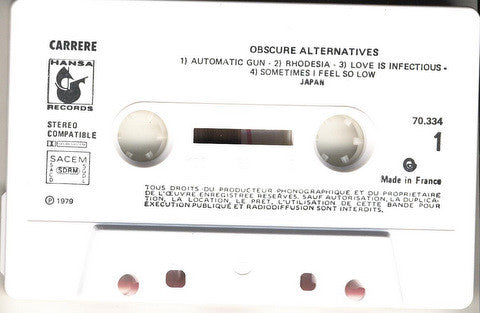 CARRERE
HANSA
RECORDS
STEREO
COMPATIBLE
SACEM
SACD
SDRM
SGDL
℗ 1979
OBSCURE ALTERNATIVES
1) AUTOMATIC GUN - 2) RHODESIA - 3) LOVE IS INFECTIOUS -
4) SOMETIMES I FEEL SO LOW
JAPAN
70.334
1
Made in France
TOUS DROITS DU PRODUCTEUR PHONOGRAPHIQUE ET DU PROPRIETAIRE
DE L'ŒUVRE ENREGISTREE RESERVES. SAUF AUTORISATION, LA DUPLICA-
TION, LA LOCATION, LE PRET, L'UTILISATION DE CETTE BANDE POUR
EXECUTION PUBLIQUE ET RADIODIFFUSION SONT INTERDITS.